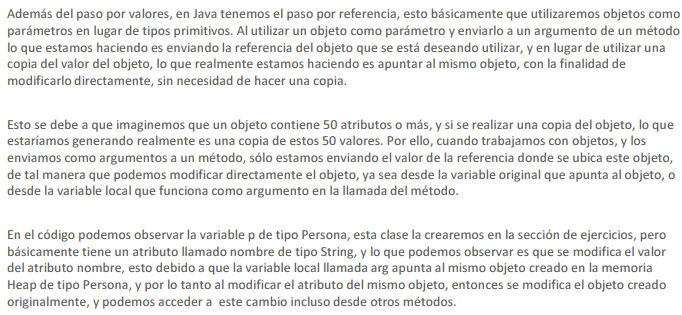 Además del paso por valores, en Java tenemos el paso por referencia, esto básicamente que utilizaremos objetos como
parámetros en lugar de tipos primitivos. Al utilizar un objeto como parámetro y enviarlo a un argumento de un método
lo que estamos haciendo es enviando la referencia del objeto que se está deseando utilizar, y en lugar de utilizar una
copia del valor del objeto, lo que realmente estamos haciendo es apuntar al mismo objeto, con la finalidad de
modificarlo directamente, sin necesidad de hacer una copia.
Esto se debe a que imaginemos que un objeto contiene 50 atributos o más, y si se realizar una copia del objeto, lo que
estaríamos generando realmente es una copia de estos 50 valores. Por ello, cuando trabajamos con objetos, y los
enviamos como argumentos a un método, sólo estamos enviando el valor de la referencia donde se ubica este objeto,
de tal manera que podemos modificar directamente el objeto, ya sea desde la variable original que apunta al objeto, o
desde la variable local que funciona como argumento en la llamada del método.
En el código podemos observar la variable p de tipo Persona, esta clase la crearemos en la sección de ejercicios, pero
básicamente tiene un atributo llamado nombre de tipo String, y lo que podemos observar es que se modifica el valor
del atributo nombre, esto debido a que la variable local llamada arg apunta al mismo objeto creado en la memoria
Heap de tipo Persona, y por lo tanto al modificar el atributo del mismo objeto, entonces se modifica el objeto creado
originalmente, y podemos acceder a este cambio incluso desde otros métodos.